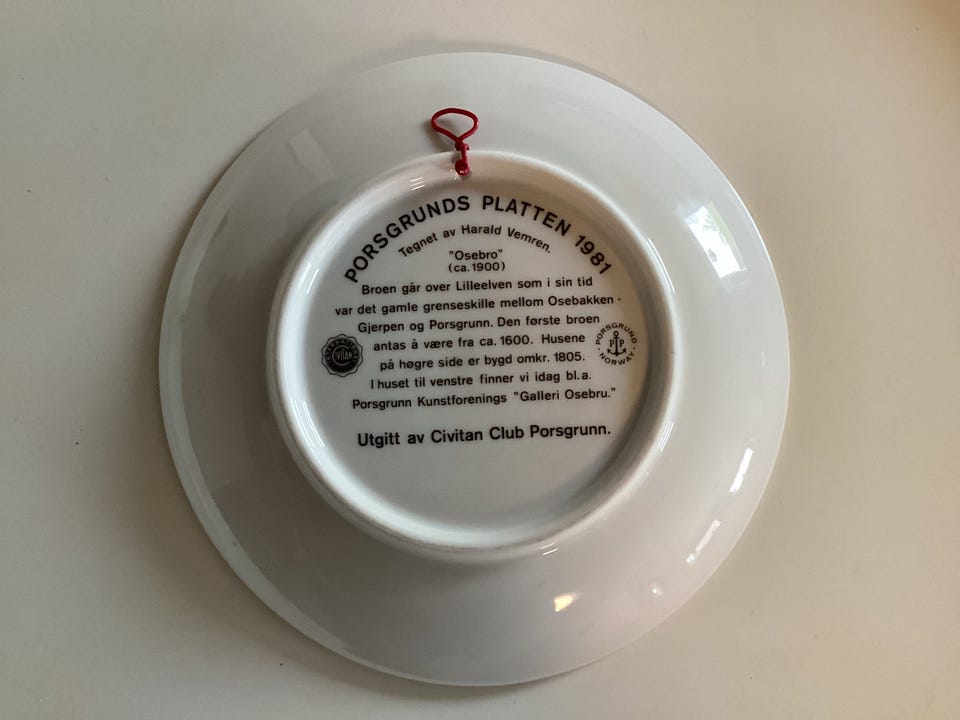 PORSGRUNDS PLATTEN 1981
Tegnet av Harald Vemren.
"Osebro"
(ca. 1900)
Broen går over Lilleelven som i sin tid
var det gamle grenseskille mellom Osebakken -
Gjerpen og Porsgrunn. Den første broen
antas å være fra ca. 1600. Husene
på høgre side er bygd omkr. 1805.
I huset til venstre finner vi idag bl.a.
Porsgrunn Kunstforenings "Galleri Osebru."
Utgitt av Civitan Club Porsgrunn.
CIVITAN
PORSGRUND
P P
NORWAY